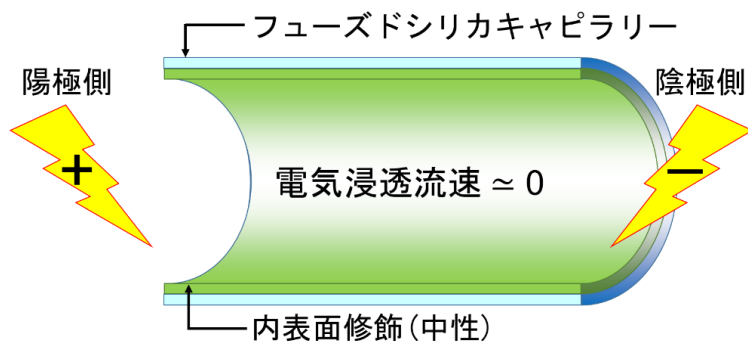 フューズドシリカキャピラリー
陽極側
陰極側
+
−
電気浸透流速 ≃ 0
内表面修飾(中性)